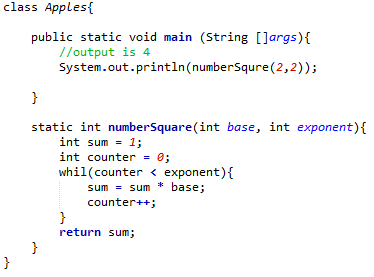 class Apples{
public static void main (String []args){
//output is 4
System.out.println(numberSqure(2,2));
}
static int numberSquare(int base, int exponent){
int sum = 1;
int counter = 0;
whil(counter < exponent){
sum = sum * base;
counter++;
}
return sum;
}
}